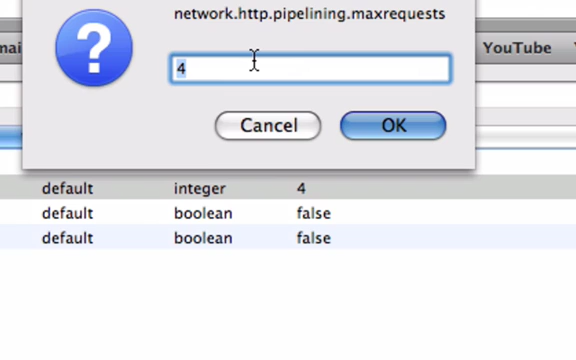 network.http.pipelining.maxrequests
YouTube
4
Cancel OK
default integer 4
default boolean false
default boolean false